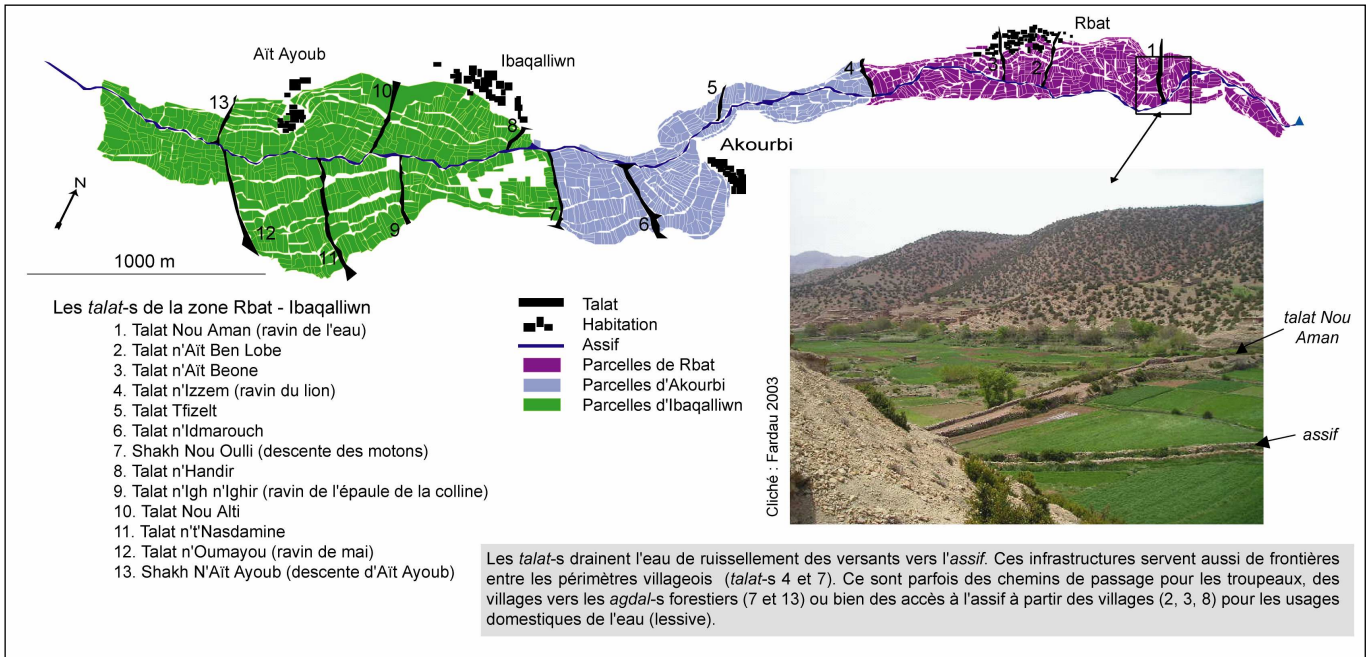 Aït Ayoub
Ibaqalliwn
Rbat
13
10
8
5
4
3
2
1
Akourbi
N
12
11
9
7
6
1000 m
Les talat-s de la zone Rbat - Ibaqalliwn
1. Talat Nou Aman (ravin de l'eau)
2. Talat n'Aït Ben Lobe
3. Talat n'Aït Beone
4. Talat n'Izzem (ravin du lion)
5. Talat Tfizelt
6. Talat n'Idmarouch
7. Shakh Nou Oulli (descente des motons)
8. Talat n'Handir
9. Talat n'Igh n'Ighir (ravin de l'épaule de la colline)
10. Talat Nou Alti
11. Talat n't'Nasdamine
12. Talat n'Oumayou (ravin de mai)
13. Shakh N'Aït Ayoub (descente d'Aït Ayoub)
Talat
Habitation
Assif
Parcelles de Rbat
Parcelles d'Akourbi
Parcelles d'Ibaqalliwn
Cliché : Fardau 2003
talat Nou
Aman
assif
Les talat-s drainent l'eau de ruissellement des versants vers l'assif. Ces infrastructures servent aussi de frontières
entre les périmètres villageois (talat-s 4 et 7). Ce sont parfois des chemins de passage pour les troupeaux, des
villages vers les agdal-s forestiers (7 et 13) ou bien des accès à l'assif à partir des villages (2, 3, 8) pour les usages
domestiques de l'eau (lessive).